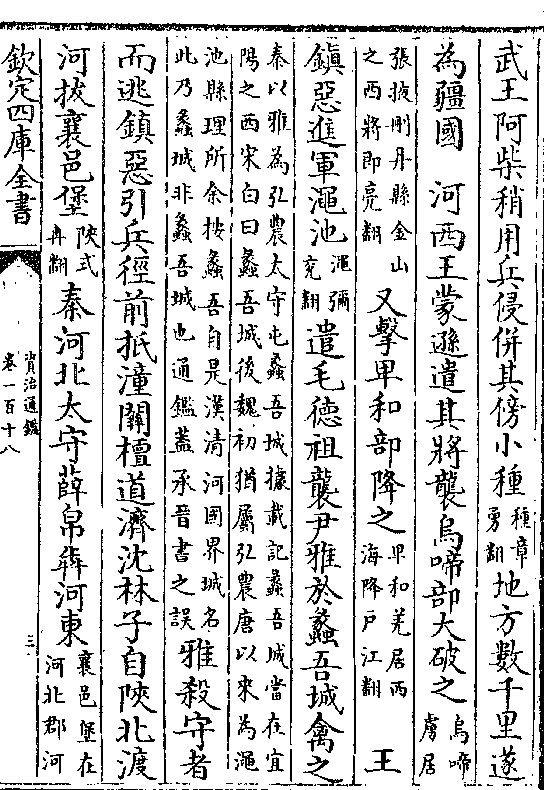 武王阿柴稍用兵侵併其傍小種種章勇翻地方數千里遂
為疆國　河西王蒙遜遣其將襲烏啼部大破之烏啼虜居
張掖刪丹縣金山之西將即亮翻又擊卑和部降之卑和羌居西海降戸江翻　王
鎮惡進軍澠池澠彌兖翻遣毛徳祖襲尹雅於蠡吾城禽之
秦以雅為弘農太守屯蠡吾城據載記蠡吾城當在宜陽之西宋白曰蠡吾城後魏初猶屬弘農唐以來為澠
池縣理所余按蠡吾自是漢清河國界城名此乃蠡城非蠡吾城也通鑑蓋承晉書之誤雅殺守者
而逃鎮惡引兵徑前抵潼關檀道濟沈林子自陜北渡
河拔襄邑堡陜式冉翻秦河北太守薛帛犇河東襄邑堡在河北郡河
欽定四庫全書
資治通鑑
卷一百十八
三